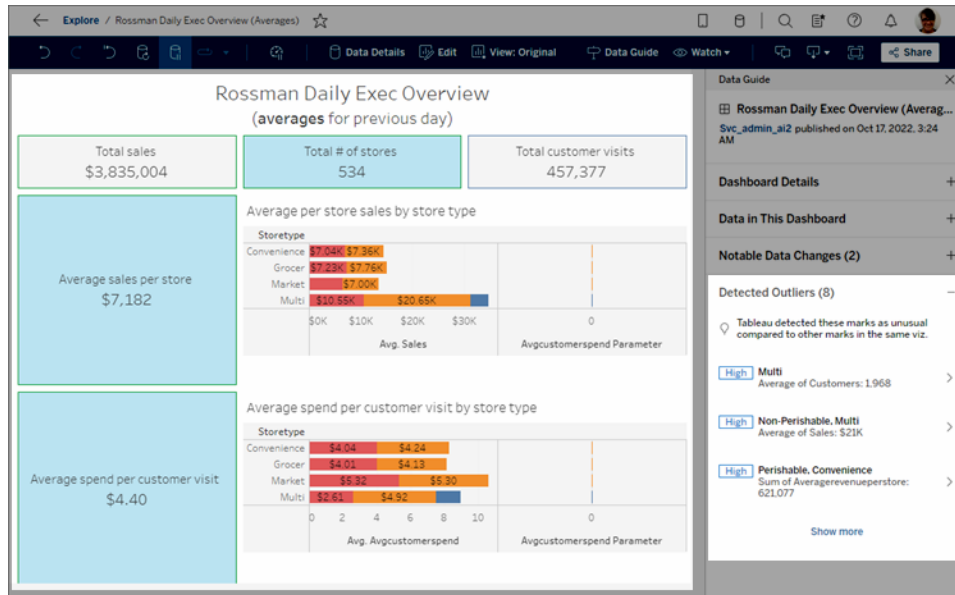 Explore / Rossman Daily Exec Overview (Averages)
Data Details Edit View: Original Data Guide Watch Share
Rossman Daily Exec Overview
(averages for previous day)
Total sales
$3,835,004
Total # of stores
534
Total customer visits
457,377
Average sales per store
$7,182
Average per store sales by store type
Storetype
Convenience $7.04K $7.36K
Grocer $7.23K $7.76K
Market $7.00K
Multi $10.55K $20.65K
$0K $10K $20K $30K 0
Avg. Sales Avgcustomerspend Parameter
Average spend per customer visit
$4.40
Average spend per customer visit by store type
Storetype
Convenience $4.04 $4.24
Grocer $4.01 $4.13
Market $5.32 $5.30
Multi $2.61 $4.92
0 2 4 6 8 10 0
Avg. Avgcustomerspend Avgcustomerspend Parameter
Data Guide
Rossman Daily Exec Overview (Averag...
Svc_admin_ai2 published on Oct 17, 2022, 3:24
AM
Dashboard Details
Data in This Dashboard
Notable Data Changes (2)
Detected Outliers (8)
Tableau detected these marks as unusual
compared to other marks in the same viz.
High Multi
Average of Customers: 1,968
High Non-Perishable, Multi
Average of Sales: $21K
High Perishable, Convenience
Sum of Averagerevenueperstore:
621,077
Show more